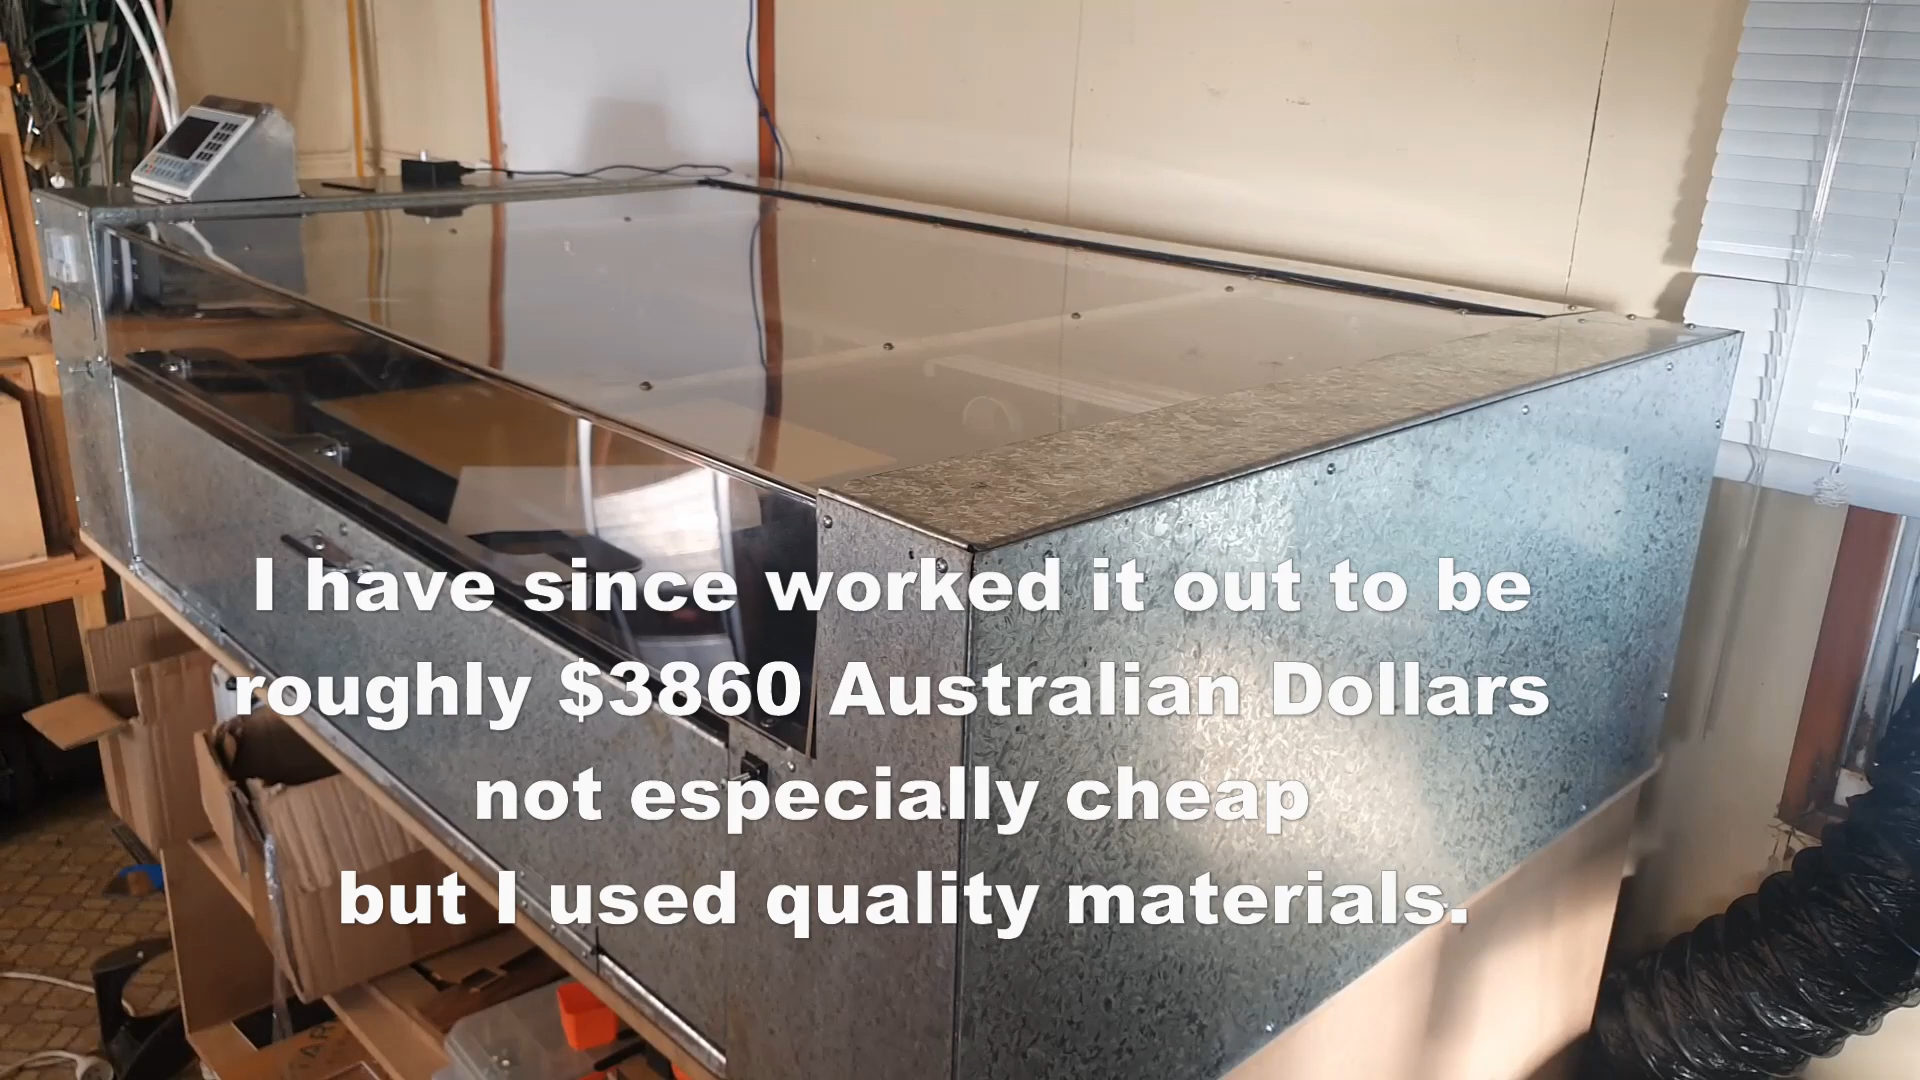 I have since worked it out to be
roughly $3860 Australian Dollars
not especially cheap
but I used quality materials.